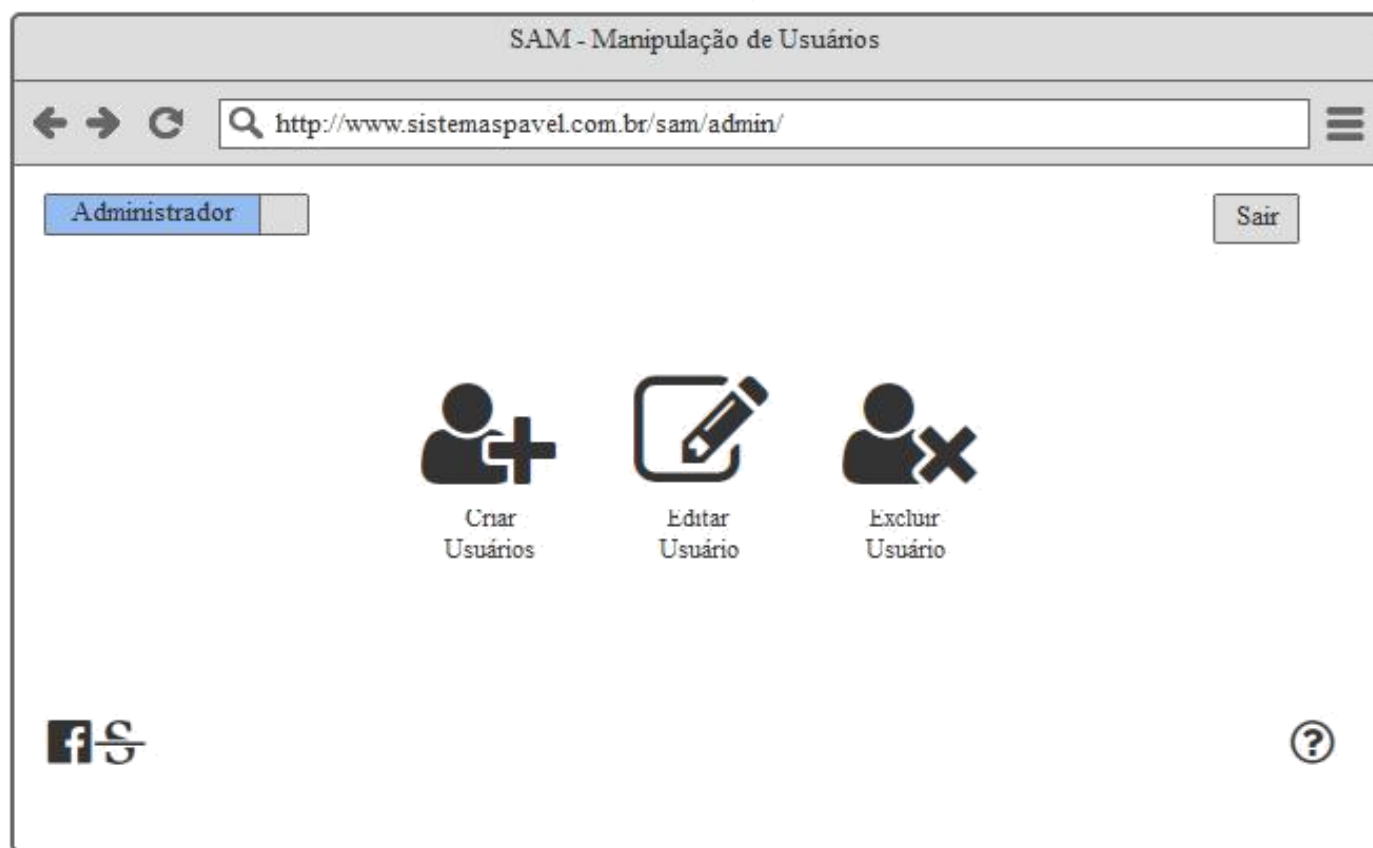 SAM - Manipulação de Usuários
http://www.sistemaspavel.com.br/sam/admin/
Administrador
Sair
Criar
Usuários
Editar
Usuário
Excluir
Usuário
f S
?